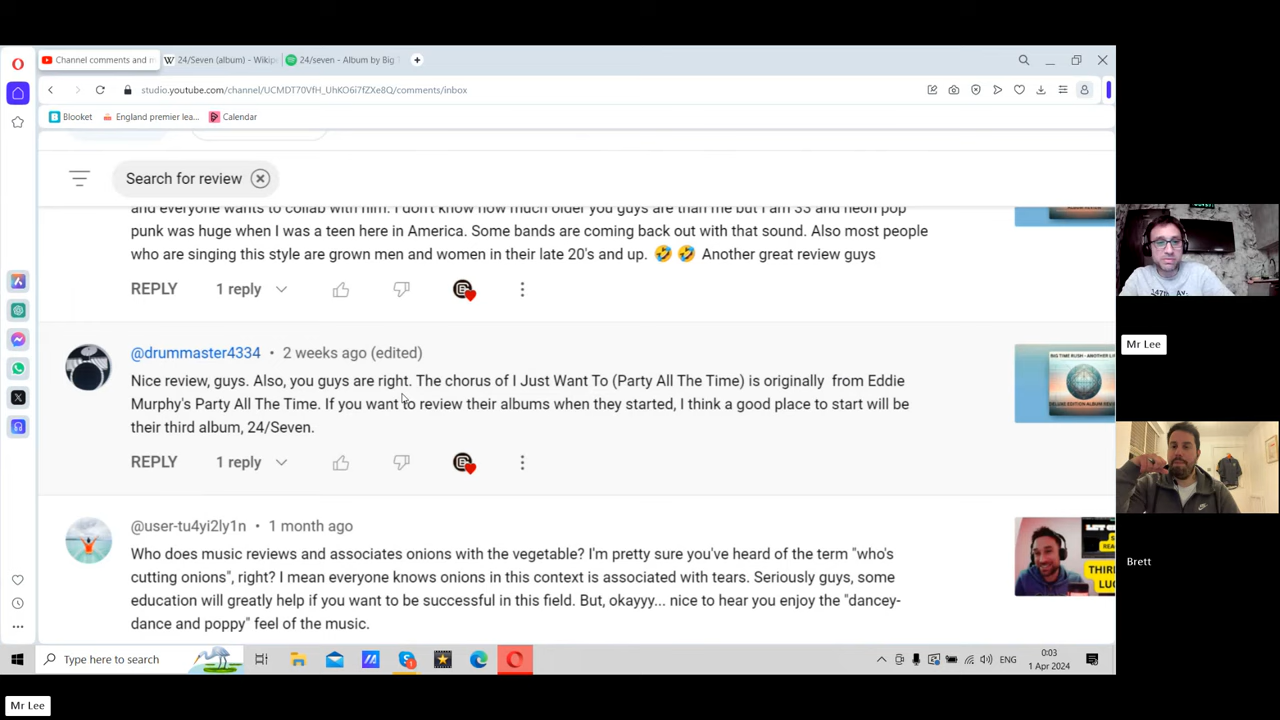 Channel comments and m
24/Seven (album) - Wikip
24/seven - Album by Big
studio.youtube.com/channel/UCMDT70VfH_UhKO6i7fZXe8Q/comments/inbox
Blooket
England premier lea...
Calendar
Search for review
and everyone wants to collab with him. I don't know how much older you guys are than me but I am 33 and neon pop
punk was huge when I was a teen here in America. Some bands are coming back out with that sound. Also most people
who are singing this style are grown men and women in their late 20's and up. 🤣 🤣 Another great review guys
REPLY
1 reply
@drummaster4334 • 2 weeks ago (edited)
Nice review, guys. Also, you guys are right. The chorus of I Just Want To (Party All The Time) is originally from Eddie
Murphy's Party All The Time. If you want to review their albums when they started, I think a good place to start will be
their third album, 24/Seven.
REPLY
1 reply
BIG TIME RUSH - ANOTHER LI
@user-tu4yi2ly1n • 1 month ago
Who does music reviews and associates onions with the vegetable? I'm pretty sure you've heard of the term "who's
cutting onions", right? I mean everyone knows onions in this context is associated with tears. Seriously guys, some
education will greatly help if you want to be successful in this field. But, okayyy... nice to hear you enjoy the "dancey-
dance and poppy" feel of the music.
THIRD
Type here to search
ENG
0:03
1 Apr 2024
Mr Lee
Brett
Mr Lee